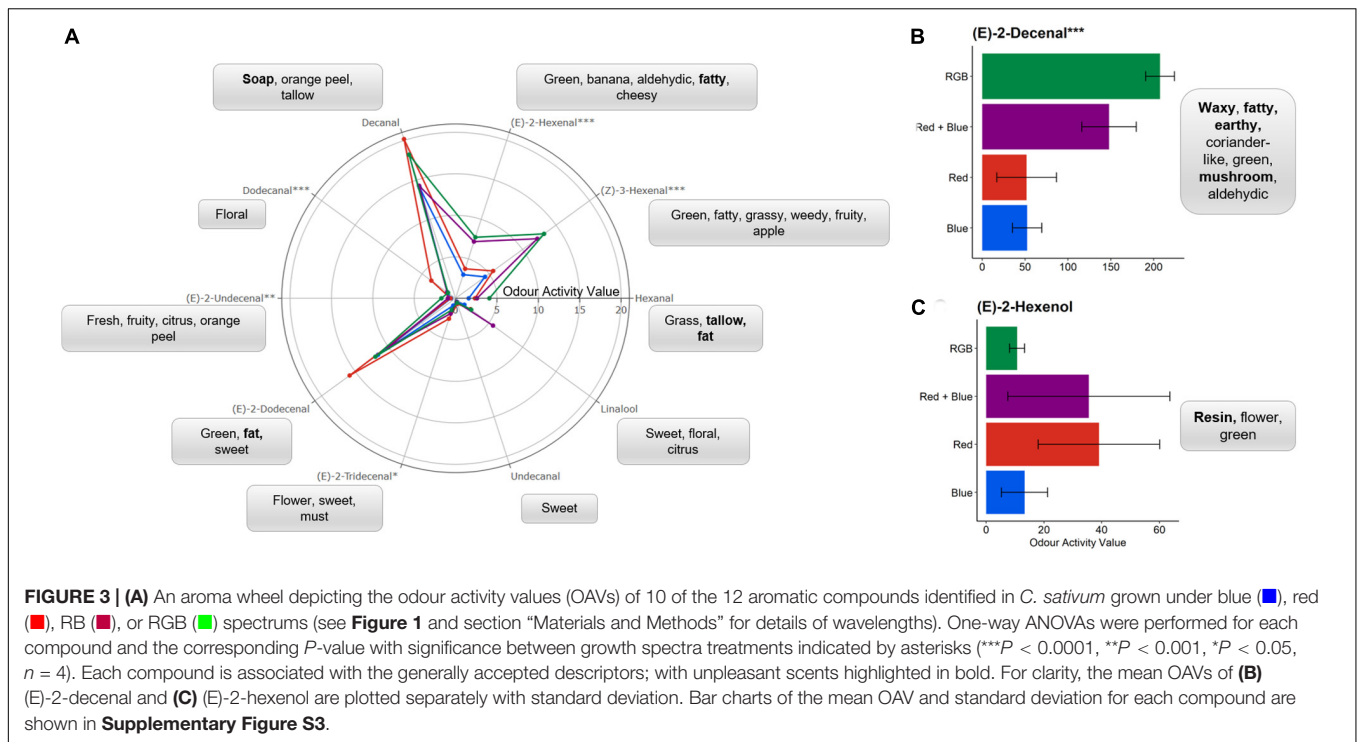 A
Soap, orange peel,
tallow
Green, banana, aldehydic, fatty,
cheesy
Decanal
(E)-2-Hexenal***
Dodecanal***
(Z)-3-Hexenal***
Floral
Green, fatty, grassy, weedy, fruity,
apple
(E)-2-Undecenal**
Odour Activity Value
Hexanal
0 5 10 15 20
Fresh, fruity, citrus, orange
peel
Grass, tallow,
fat
(E)-2-Dodecenal
Linalool
Green, fat,
sweet
Sweet, floral,
citrus
(E)-2-Tridecenal*
Undecanal
Flower, sweet,
must
Sweet
B
(E)-2-Decenal***
RGB
Red + Blue
Red
Blue
0 50 100 150 200
Waxy, fatty,
earthy,
coriander-
like, green,
mushroom,
aldehydic
C
(E)-2-Hexenol
RGB
Red + Blue
Red
Blue
0 20 40 60
Odour Activity Value
Resin, flower,
green
FIGURE 3 | (A) An aroma wheel depicting the odour activity values (OAVs) of 10 of the 12 aromatic compounds identified in C. sativum grown under blue (■), red
(■), RB (■), or RGB (■) spectrums (see Figure 1 and section “Materials and Methods” for details of wavelengths). One-way ANOVAs were performed for each
compound and the corresponding P-value with significance between growth spectra treatments indicated by asterisks (***P < 0.0001, **P < 0.001, *P < 0.05,
n = 4). Each compound is associated with the generally accepted descriptors; with unpleasant scents highlighted in bold. For clarity, the mean OAVs of (B)
(E)-2-decenal and (C) (E)-2-hexenol are plotted separately with standard deviation. Bar charts of the mean OAV and standard deviation for each compound are
shown in Supplementary Figure S3.